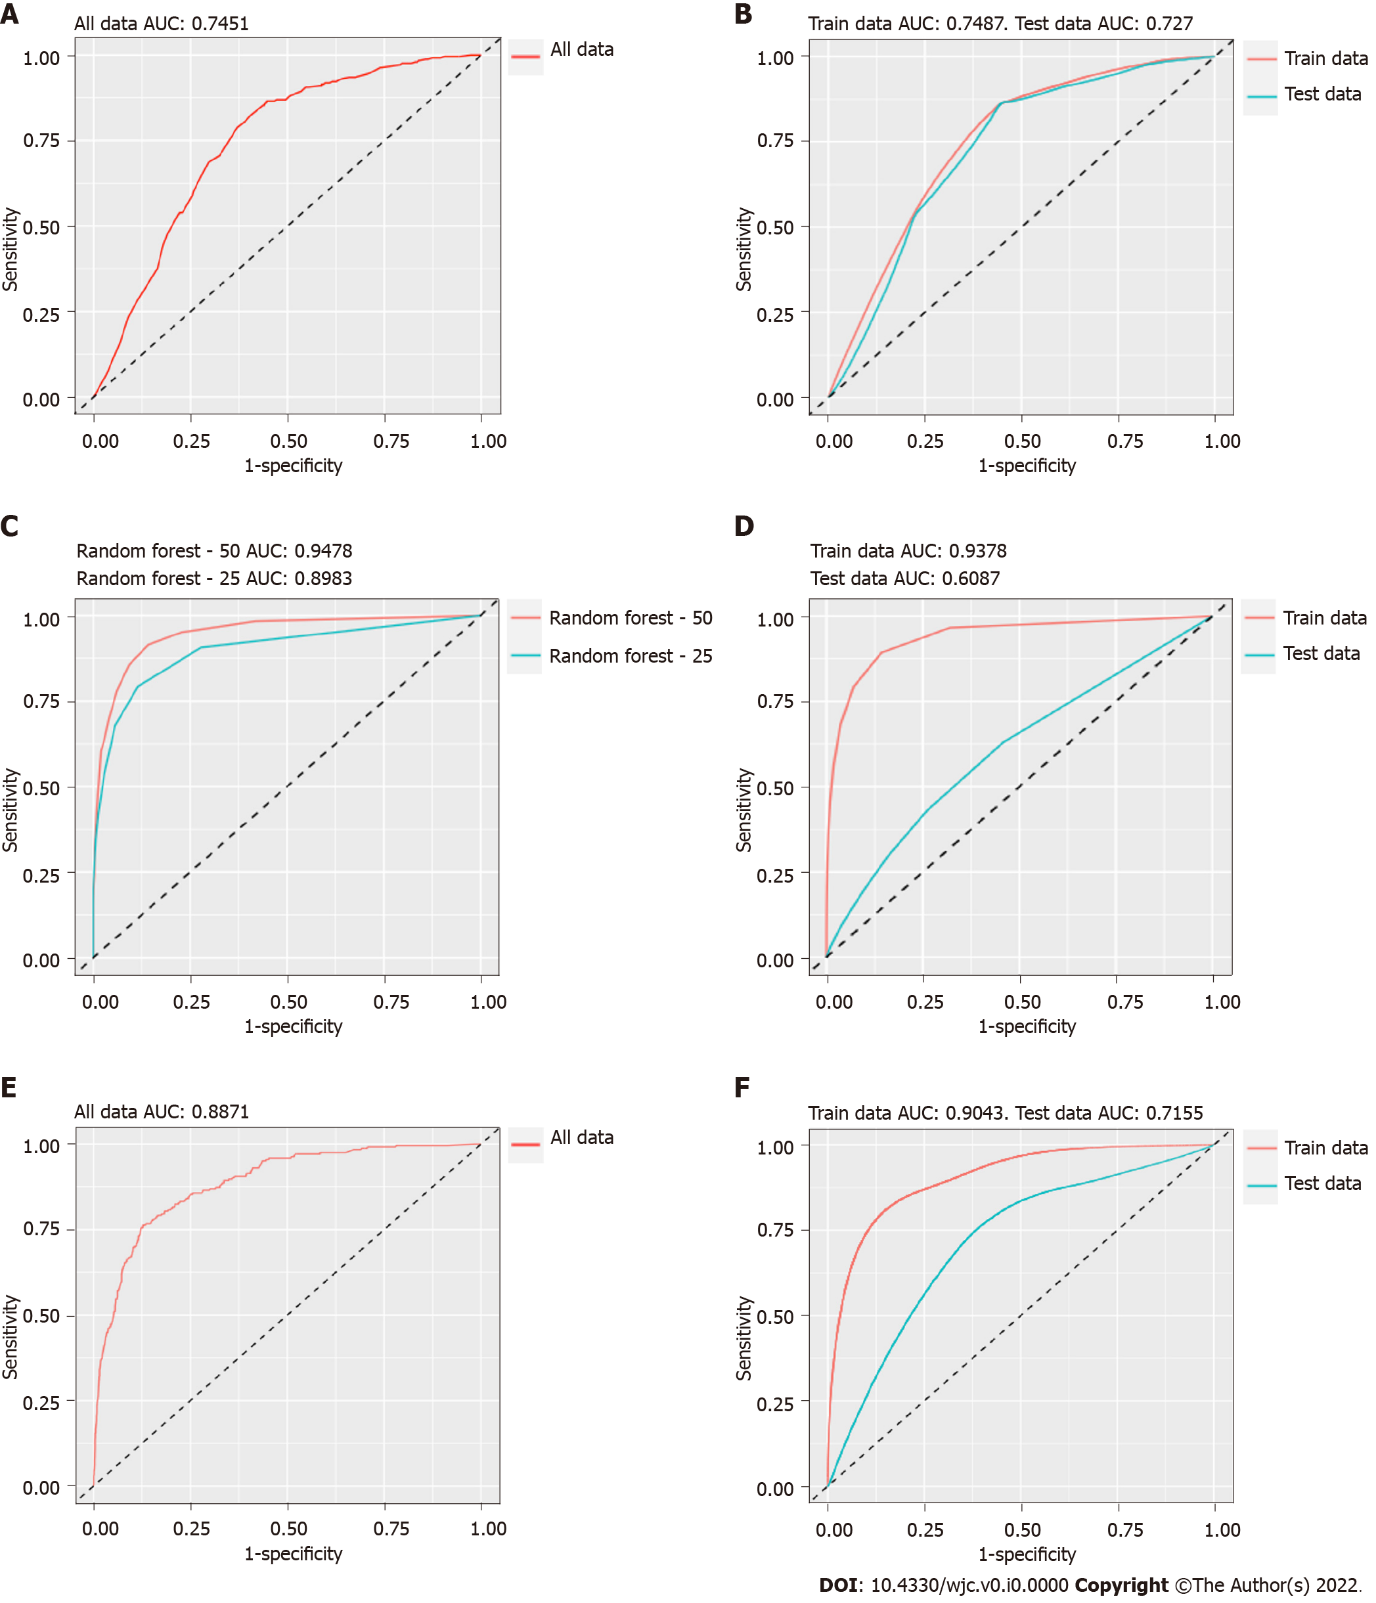 A
All data AUC: 0.7451
All data
1.00
0.75
0.50
0.25
0.00
Sensitivity
0.00 0.25 0.50 0.75 1.00
1-specificity
B
Train data AUC: 0.7487. Test data AUC: 0.727
Train data
Test data
1.00
0.75
0.50
0.25
0.00
Sensitivity
0.00 0.25 0.50 0.75 1.00
1-specificity
C
Random forest - 50 AUC: 0.9478
Random forest - 25 AUC: 0.8983
Random forest - 50
Random forest - 25
1.00
0.75
0.50
0.25
0.00
Sensitivity
0.00 0.25 0.50 0.75 1.00
1-specificity
D
Train data AUC: 0.9378
Test data AUC: 0.6087
Train data
Test data
1.00
0.75
0.50
0.25
0.00
Sensitivity
0.00 0.25 0.50 0.75 1.00
1-specificity
E
All data AUC: 0.8871
All data
1.00
0.75
0.50
0.25
0.00
Sensitivity
0.00 0.25 0.50 0.75 1.00
1-specificity
F
Train data AUC: 0.9043. Test data AUC: 0.7155
Train data
Test data
1.00
0.75
0.50
0.25
0.00
Sensitivity
0.00 0.25 0.50 0.75 1.00
1-specificity
DOI: 10.4330/wjc.v0.i0.0000 Copyright ©The Author(s) 2022.